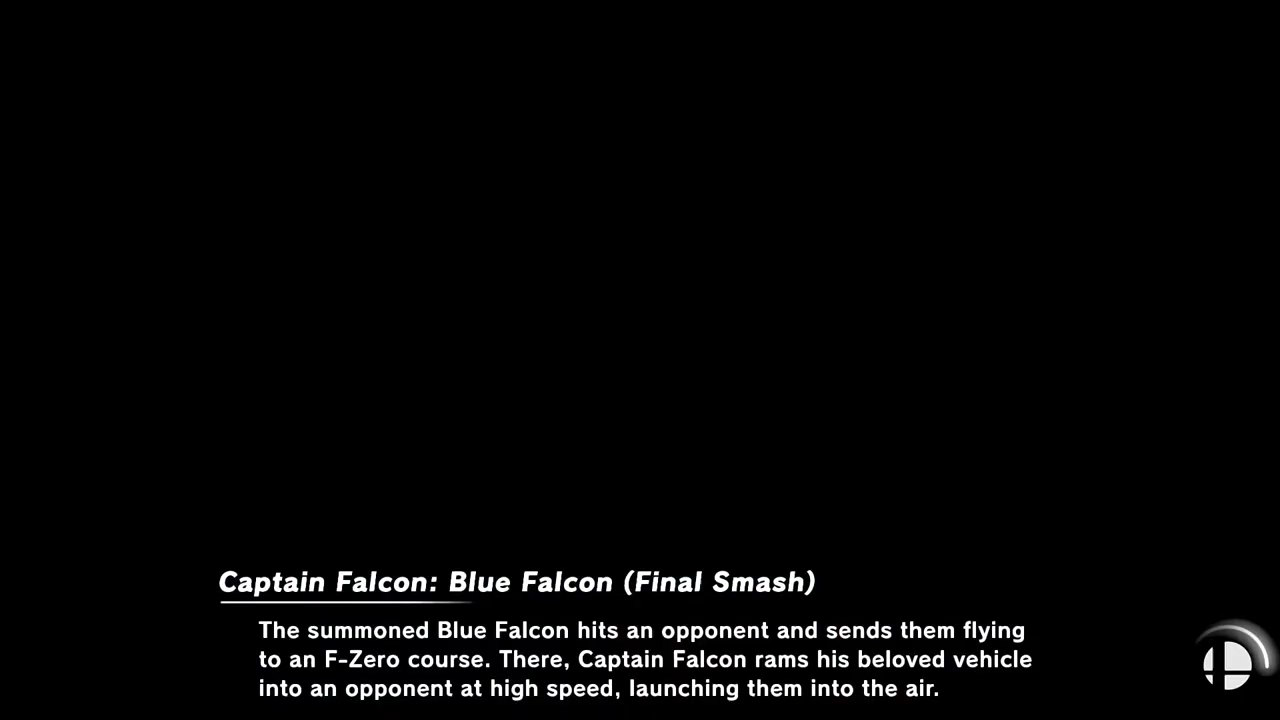 Captain Falcon: Blue Falcon (Final Smash)
The summoned Blue Falcon hits an opponent and sends them flying
to an F-Zero course. There, Captain Falcon rams his beloved vehicle
into an opponent at high speed, launching them into the air.